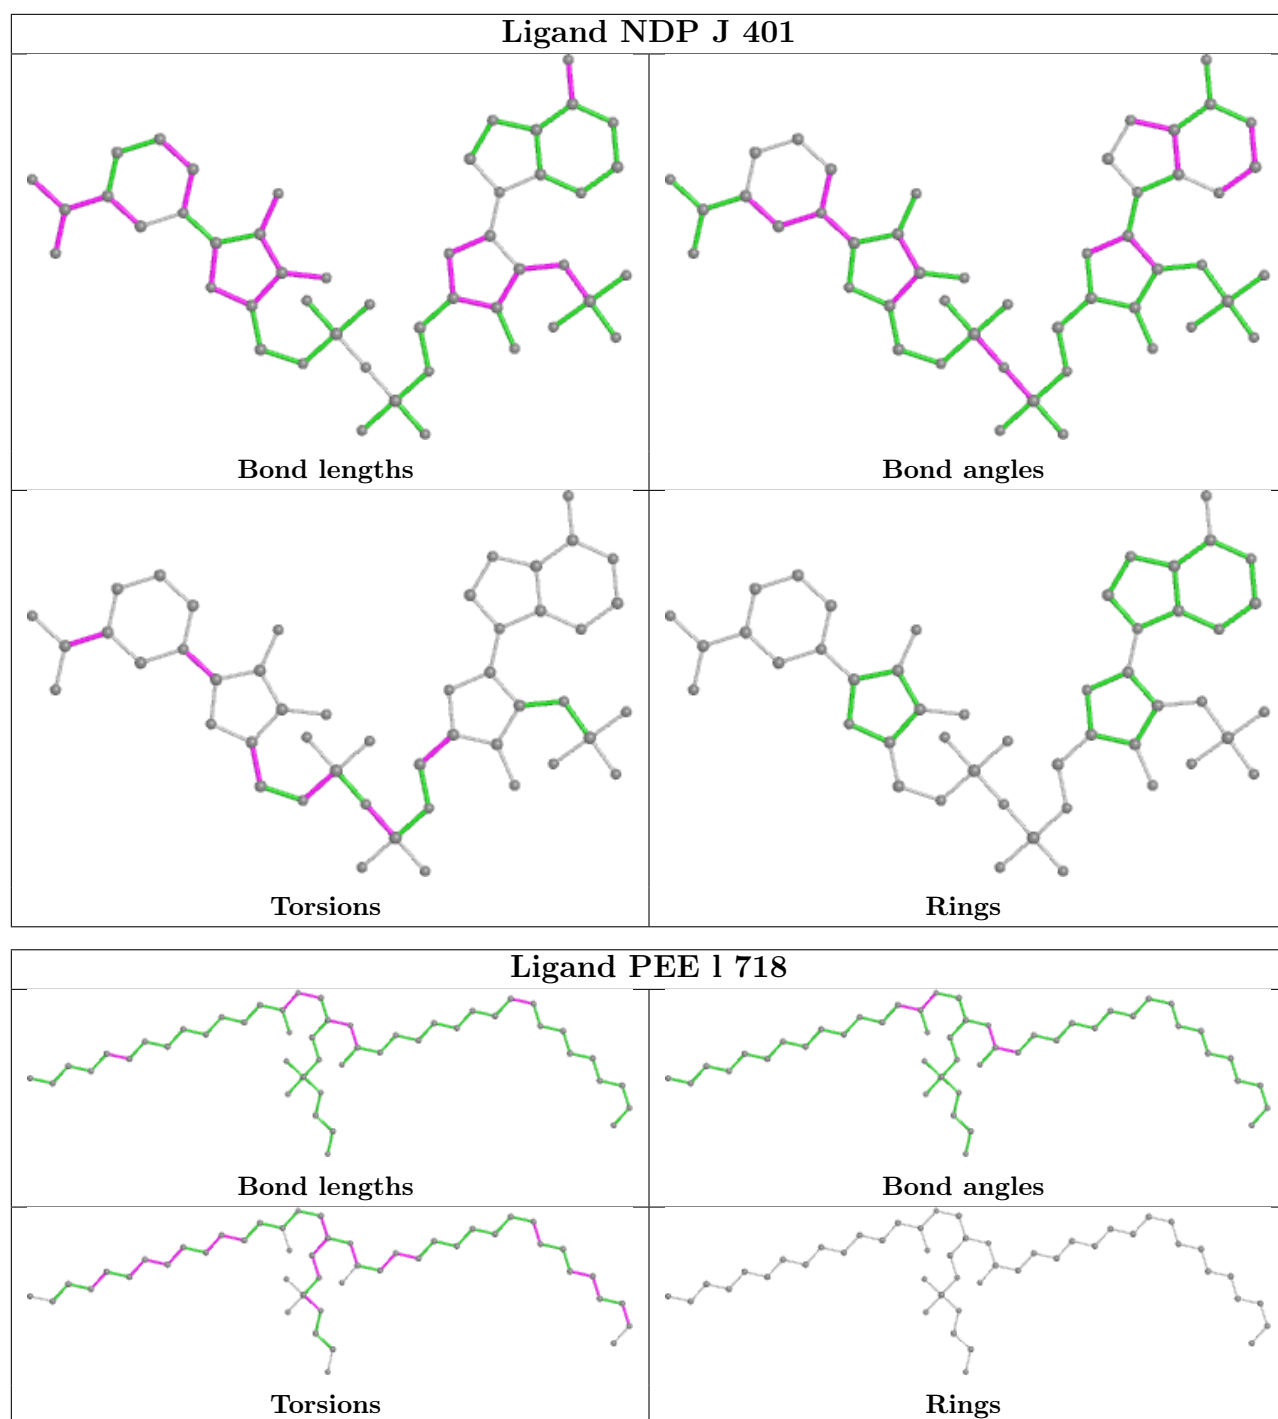 Ligand NDP J 401
Bond lengths
Bond angles
Torsions
Rings
Ligand PEE l 718
Bond lengths
Bond angles
Torsions
Rings